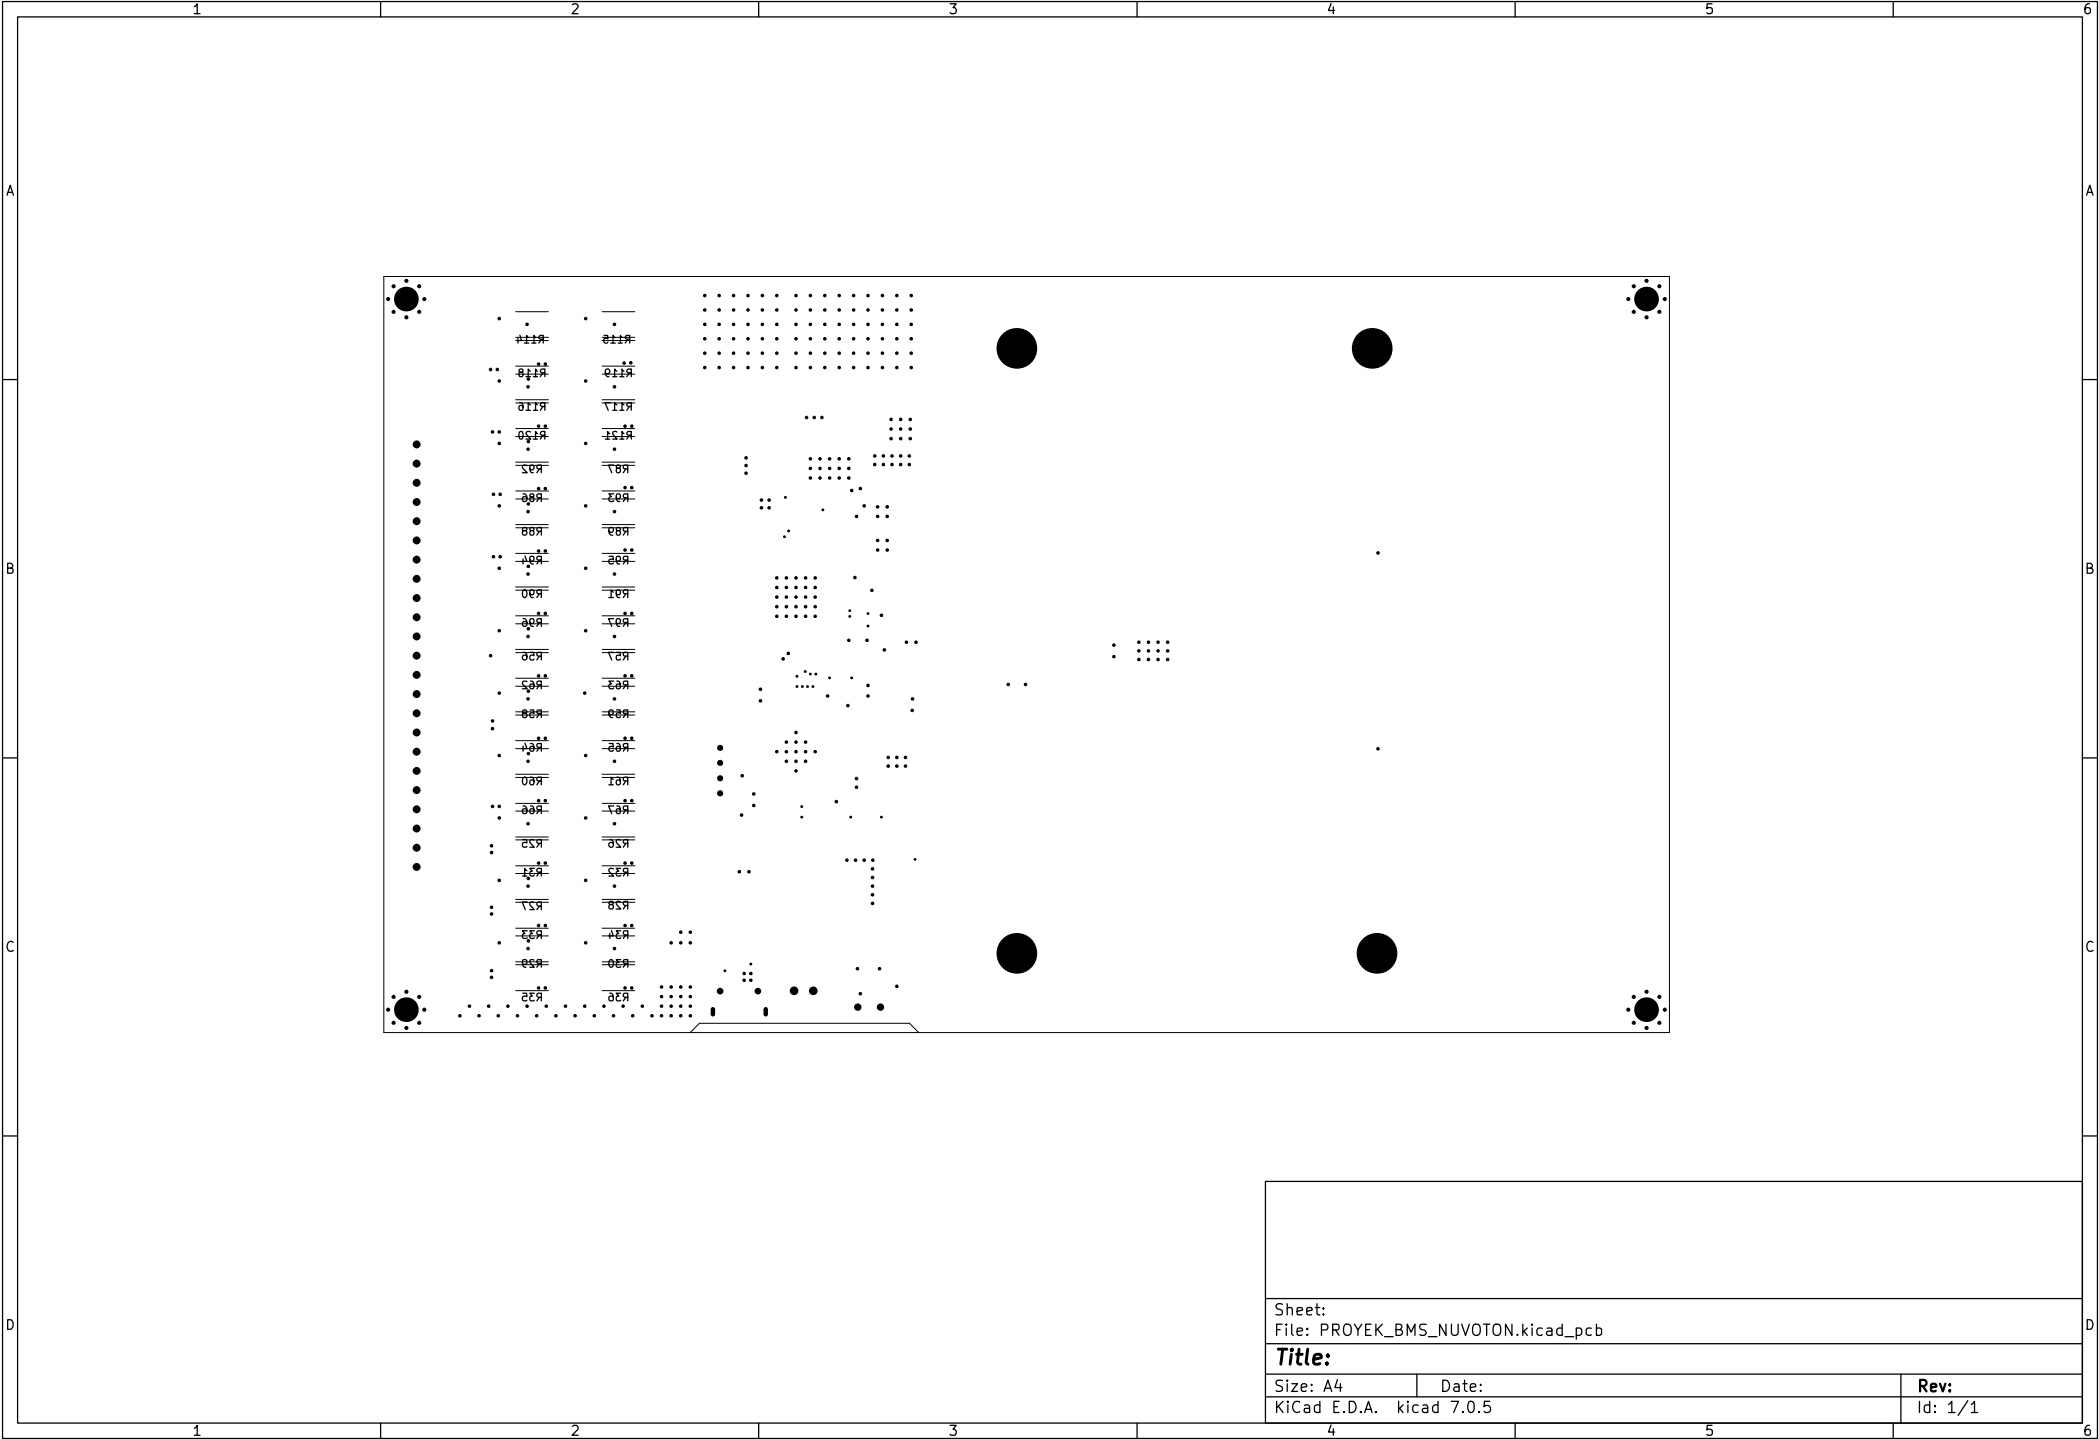 1 2 3 4 5 6
A A
R114 R115
R118 R119
R116 R117
R120 R121
R92 R87
R86 R93
R88 R89
B B
R94 R95
R90 R91
R96 R97
R56 R57
R62 R63
R58 R59
R64 R65
R60 R61
R66 R67
R25 R26
R31 R32
R27 R28
R33 R34
C C
R29 R30
R35 R36
Sheet:
File: PROYEK_BMS_NUVOTON.kicad_pcb
D D
Title:
Size: A4 Date: Rev:
KiCad E.D.A. kicad 7.0.5 Id: 1/1
1 2 3 4 5 6